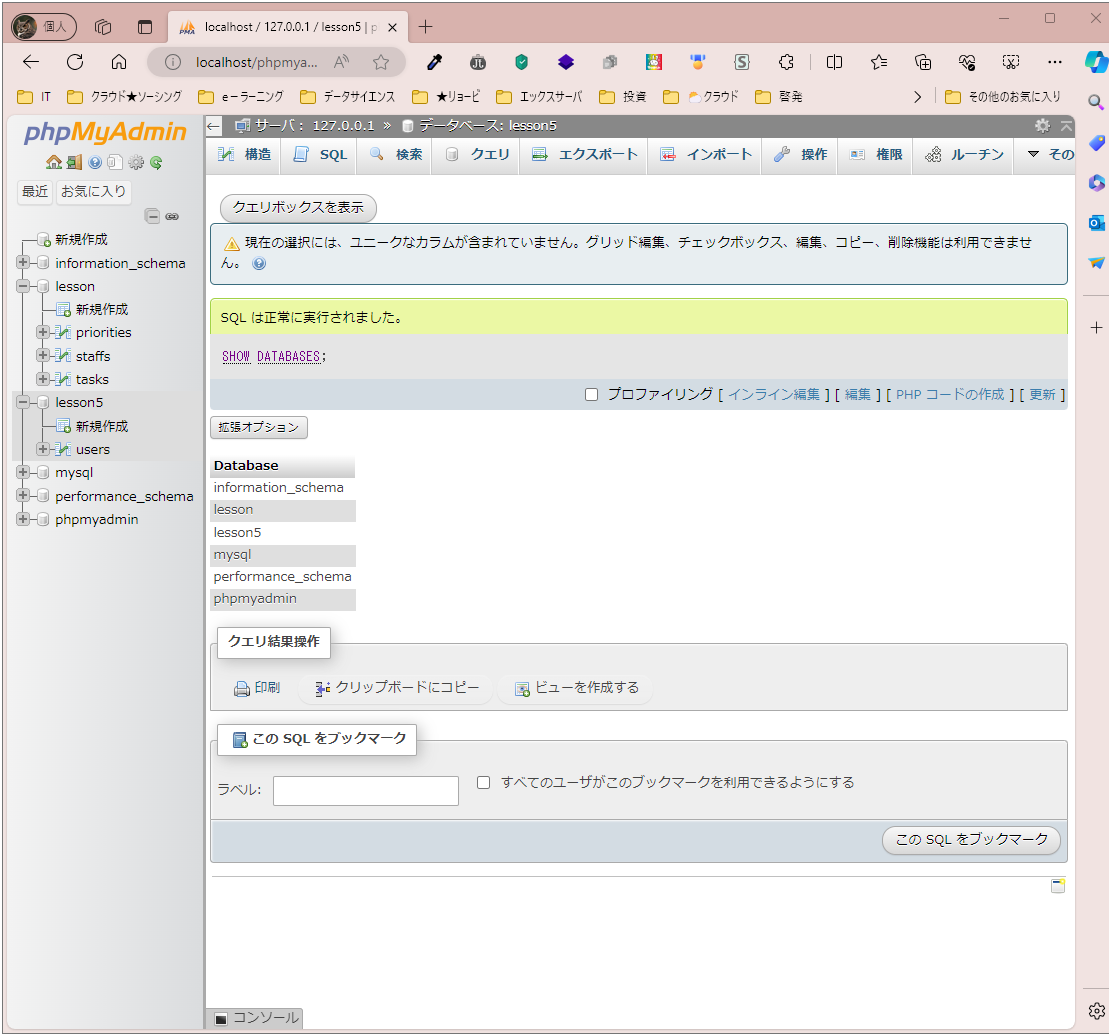 個人
PMA
localhost / 127.0.0.1 / lesson5 | p
localhost/phpmya...
IT
クラウド★ソーシング
e－ラーニング
データサイエンス
★リョービ
エックスサーバ
投資
クラウド
啓発
その他のお気に入り
phpMyAdmin
最近
お気に入り
新規作成
information_schema
lesson
新規作成
priorities
staffs
tasks
lesson5
新規作成
users
mysql
performance_schema
phpmyadmin
サーバ： 127.0.0.1 » データベース: lesson5
構造
SQL
検索
クエリ
エクスポート
インポート
操作
権限
ルーチン
その
クエリボックスを表示
現在の選択には、ユニークなカラムが含まれていません。グリッド編集、チェックボックス、編集、コピー、削除機能は利用できませ
ん。
SQL は正常に実行されました。
SHOW DATABASES;
プロファイリング [ インライン編集 ] [ 編集 ] [ PHP コードの作成 ] [ 更新 ]
拡張オプション
Database
information_schema
lesson
lesson5
mysql
performance_schema
phpmyadmin
クエリ結果操作
印刷
クリップボードにコピー
ビューを作成する
この SQL をブックマーク
ラベル:
すべてのユーザがこのブックマークを利用できるようにする
この SQL をブックマーク
コンソール